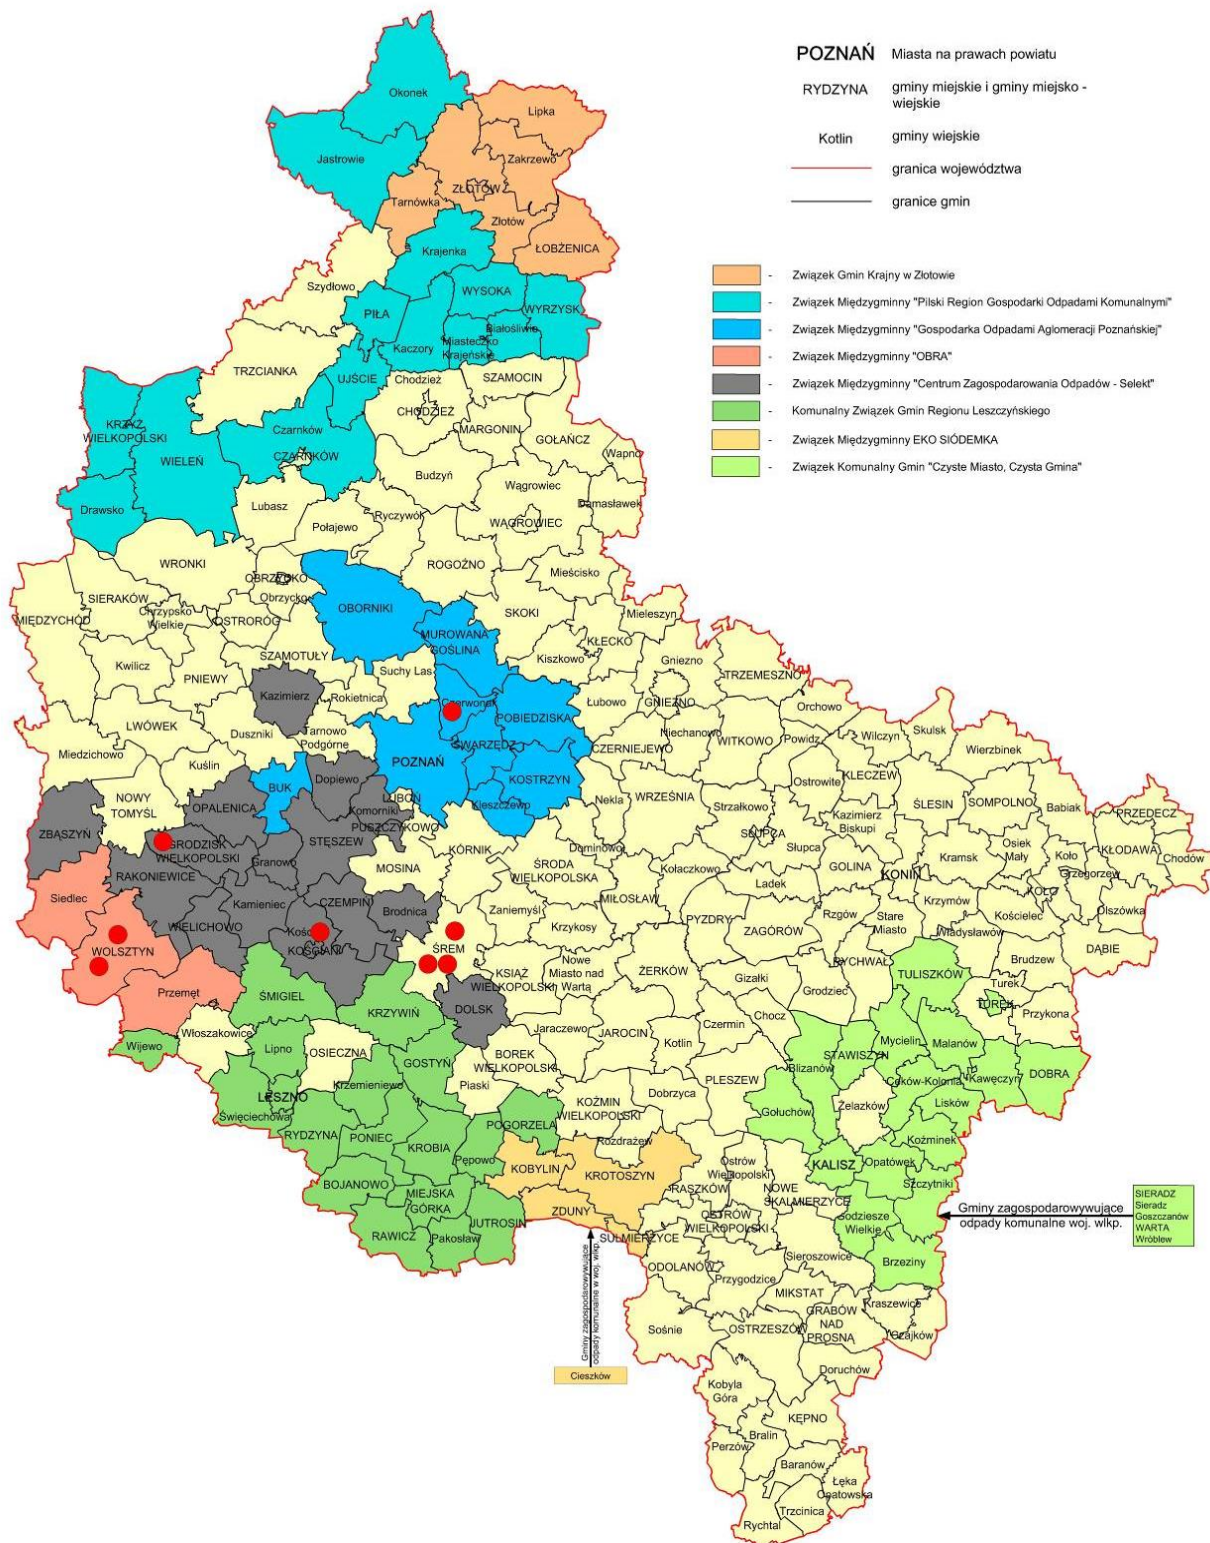 POZNAŃ Miasta na prawach powiatu
RYDZYNA gminy miejskie i gminy miejsko -
wiejskie
Kotlin gminy wiejskie
granica województwa
granice gmin
- Związek Gmin Krajny w Złotowie
- Związek Międzygminny "Pilski Region Gospodarki Odpadami Komunalnymi"
- Związek Międzygminny "Gospodarka Odpadami Aglomeracji Poznańskiej"
- Związek Międzygminny "OBRA"
- Związek Międzygminny "Centrum Zagospodarowania Odpadów - Selekt"
- Komunalny Związek Gmin Regionu Leszczyńskiego
- Związek Międzygminny EKO SIÓDEMKA
- Związek Komunalny Gmin "Czyste Miasto, Czysta Gmina"
Okonek
Lipka
Jastrowie
Zakrzewo
ZŁOTÓW
Tarnówka
Złotów
ŁOBŻENICA
Krajenka
Szydłowo
WYSOKA
WYRZYSK
PIŁA
Białośliwie
Miasteczko
Krajeńskie
Kaczory
TRZCIANKA
UJŚCIE
Chodzież
SZAMOCIN
CHODZIEŻ
KRZYŻ
WIELKOPOLSKI
Czarnków
MARGONIN
GOŁAŃCZ
WIELEŃ
CZARNKÓW
Wapno
Budzyń
Wągrowiec
Drawsko
Lubasz
Damasławek
Połajewo
Ryczywół
WĄGROWIEC
WRONKI
ROGOŹNO
Mieścisko
OBRZYCKO
SIERAKÓW
Obrzycko
OBORNIKI
Chrzypsko
Wielkie
MIĘDZYCHÓD
OSTRORÓG
SKOKI
Mieleszyn
MUROWANA
GOŚLINA
KŁECKO
SZAMOTUŁY
Kwilicz
PNIEWY
Suchy Las
Kiszkowo
Gniezno
TRZEMESZNO
Kazimierz
Rokietnica
Czerwonak
Łubowo
GNIEZNO
Orchowo
POBIEDZISKA
LWÓWEK
Duszniki
Tarnowo
Podgórne
Niechanowo
WITKOWO
Powidz
Wilczyn
Skulsk
Miedzichowo
SWARZĘDZ
CZERNIEJEWO
Wierzbinek
Kuślin
POZNAŃ
KOSTRZYN
Dopiewo
BUK
Ostrowite
KLECZEW
NOWY
TOMYŚL
OPALENICA
LUBOŃ
Kleszczewo
Nekla
WRZEŚNIA
Strzałkowo
ŚLESIN
SOMPOLNO
Babiak
Komorniki
PUSZCZYKOWO
Kazimierz
Biskupi
PRZEDECZ
ZBĄSZYŃ
STĘSZEW
KÓRNIK
Dominowo
SŁUPCA
Słupca
GRODZISK
WIELKOPOLSKI
Granowo
MOSINA
ŚRODA
WIELKOPOLSKA
Kołaczkowo
GOLINA
Kramsk
Osiek
Mały
Koło
KŁODAWA
Chodów
RAKONIEWICE
Lądek
KONIN
Grzegorzew
Siedlec
Kamieniec
CZEMPIŃ
Brodnica
Zaniemyśl
MIŁOSŁAW
KOŁO
Krzymów
Olszówka
WIELICHOWO
PYZDRY
Rzgów
Stare
Miasto
Kościelec
WOLSZTYN
KOŚCIAN
ŚREM
Krzykosy
ZAGÓRÓW
Władysławów
DĄBIE
Brudzew
Przemęt
KSIĄŻ
WIELKOPOLSKI
Nowe
Miasto nad
Wartą
ŻERKÓW
Gizałki
RYCHWAŁ
TULISZKÓW
Turek
ŚMIGIEL
KRZYWIŃ
DOLSK
Grodziec
TUREK
Przykona
Włoszakowice
Jaraczewo
JAROCIN
Czermin
Chocz
Wijewo
Lipno
OSIECZNA
GOSTYŃ
BOREK
WIELKOPOLSKI
Kotlin
STAWISZYN
Mycielin
Malanów
Krzemieniewo
Piaski
PLESZEW
Blizanów
Ceków-Kolonia
Kawęczyn
DOBRA
LESZNO
Święciechowa
KOŹMIN
WIELKOPOLSKI
Dobrzyca
Gołuchów
Żelazków
Lisków
RYDZYNA
PONIEC
KROBIA
POGORZELA
Rozdrażew
Koźminek
Pępowo
KOBYLIN
KROTOSZYN
Ostrów
Wielkopolski
KALISZ
Opatówek
Szczytniki
BOJANOWO
MIEJSKA
GÓRKA
RASZKÓW
NOWE
SKALMIERZYCE
ZDUNY
JUTROSIN
OSTRÓW
WIELKOPOLSKI
Godziesze
Wielkie
RAWICZ
Pakosław
SULMIERZYCE
Brzeziny
ODOLANÓW
Sieroszowice
Przygodzice
MIKSTAT
Kraszewice
GRABÓW
NAD
PROSNĄ
Czajków
Sośnie
OSTRZESZÓW
Doruchów
Kobyla
Góra
KĘPNO
Bralin
Perzów
Baranów
Łęka
Opatowska
Trzcinica
Rychtal
Gminy zagospodarowywujące
odpady komunalne woj. wlkp.
SIERADZ
Sieradz
Goszczanów
WARTA
Wróblew
Gminy zagospodarowywujące
odpady komunalne w woj. wlkp.
Cieszków